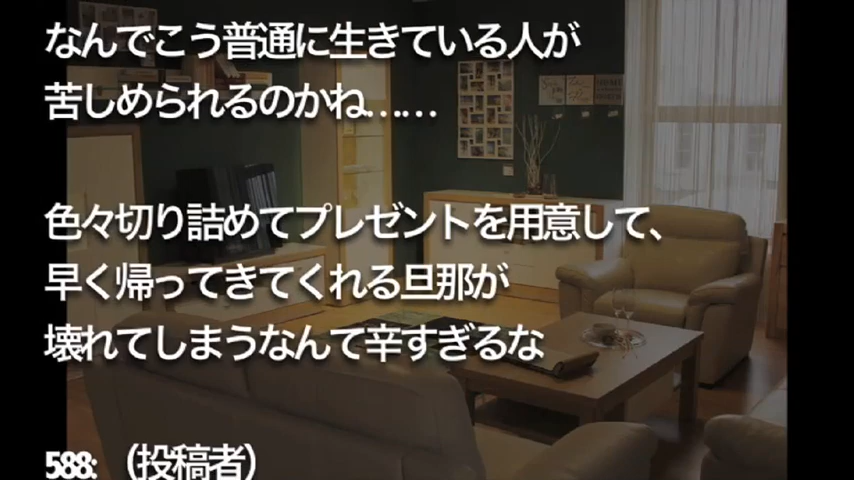 なんでこう普通に生きている人が
苦しめられるのかね……
色々切り詰めてプレゼントを用意して、
早く帰ってきてくれる旦那が
壊れてしまうなんて辛すぎるな
588: （投稿者）